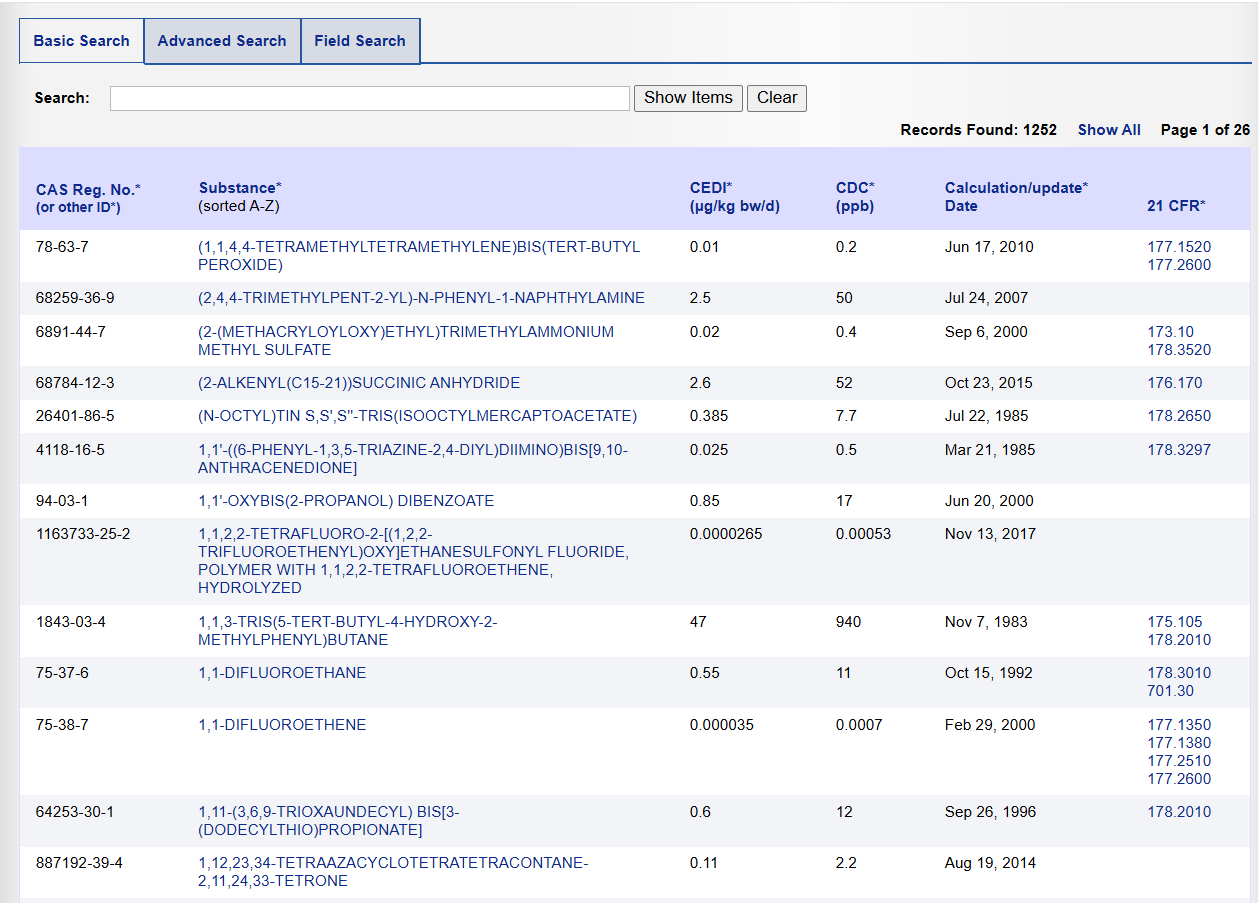 Basic Search Advanced Search Field Search
Search: Show Items Clear
Records Found: 1252 Show All Page 1 of 26
CAS Reg. No.* Substance* CEDI* CDC* Calculation/update* 21 CFR*
(or other ID*) (sorted A-Z) (µg/kg bw/d) (ppb) Date
78-63-7 (1,1,4,4-TETRAMETHYLTETRAMETHYLENE)BIS(TERT-BUTYL 0.01 0.2 Jun 17, 2010 177.1520
PEROXIDE) 177.2600
68259-36-9 (2,4,4-TRIMETHYLPENT-2-YL)-N-PHENYL-1-NAPHTHYLAMINE 2.5 50 Jul 24, 2007
6891-44-7 (2-(METHACRYLOYLOXY)ETHYL)TRIMETHYLAMMONIUM 0.02 0.4 Sep 6, 2000 173.10
METHYL SULFATE 178.3520
68784-12-3 (2-ALKENYL(C15-21))SUCCINIC ANHYDRIDE 2.6 52 Oct 23, 2015 176.170
26401-86-5 (N-OCTYL)TIN S,S',S"-TRIS(ISOOCTYLMERCAPTOACETATE) 0.385 7.7 Jul 22, 1985 178.2650
4118-16-5 1,1'-((6-PHENYL-1,3,5-TRIAZINE-2,4-DIYL)DIIMINO)BIS[9,10- 0.025 0.5 Mar 21, 1985 178.3297
ANTHRACENEDIONE]
94-03-1 1,1'-OXYBIS(2-PROPANOL) DIBENZOATE 0.85 17 Jun 20, 2000
1163733-25-2 1,1,2,2-TETRAFLUORO-2-[(1,2,2- 0.0000265 0.00053 Nov 13, 2017
TRIFLUOROETHENYL)OXY]ETHANESULFONYL FLUORIDE,
POLYMER WITH 1,1,2,2-TETRAFLUOROETHENE,
HYDROLYZED
1843-03-4 1,1,3-TRIS(5-TERT-BUTYL-4-HYDROXY-2- 47 940 Nov 7, 1983 175.105
METHYLPHENYL)BUTANE 178.2010
75-37-6 1,1-DIFLUOROETHANE 0.55 11 Oct 15, 1992 178.3010
701.30
75-38-7 1,1-DIFLUOROETHENE 0.000035 0.0007 Feb 29, 2000 177.1350
177.1380
177.2510
177.2600
64253-30-1 1,11-(3,6,9-TRIOXAUNDECYL) BIS[3- 0.6 12 Sep 26, 1996 178.2010
(DODECYLTHIO)PROPIONATE]
887192-39-4 1,12,23,34-TETRAAZACYCLOTETRATETRACONTANE- 0.11 2.2 Aug 19, 2014
2,11,24,33-TETRONE